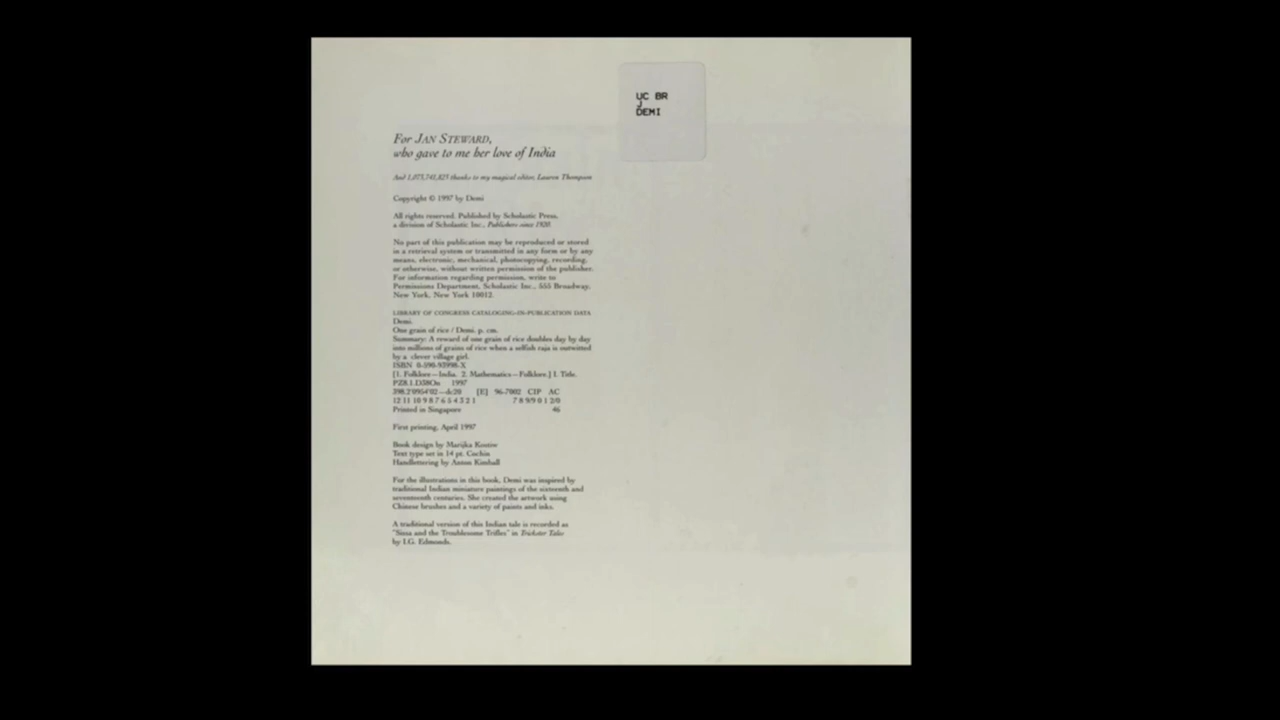 UC BR
J
DEMI
For JAN STEWARD,
who gave to me her love of India
And 1,073,741,823 thanks to my magical editor, Lauren Thompson
Copyright © 1997 by Demi
All rights reserved. Published by Scholastic Press,
a division of Scholastic Inc., Publishers since 1920.
No part of this publication may be reproduced or stored
in a retrieval system or transmitted in any form or by any
means, electronic, mechanical, photocopying, recording,
or otherwise, without written permission of the publisher.
For information regarding permission, write to
Permissions Department, Scholastic Inc., 555 Broadway,
New York, New York 10012.
LIBRARY OF CONGRESS CATALOGING-IN-PUBLICATION DATA
Demi.
One grain of rice / Demi. p. cm.
Summary: A reward of one grain of rice doubles day by day
into millions of grains of rice when a selfish raja is outwitted
by a clever village girl.
ISBN 0-590-93998-X
[1. Folklore—India. 2. Mathematics—Folklore.] I. Title.
PZ8.1.D38On 1997
398.2'0954'02—dc20 [E] 96-7002 CIP AC
12 11 10 9 8 7 6 5 4 3 2 1 7 8 9/9 0 1 2/0
Printed in Singapore 46
First printing, April 1997
Book design by Marijka Kostiw
Text type set in 14 pt. Cochin
Handlettering by Anton Kimball
For the illustrations in this book, Demi was inspired by
traditional Indian miniature paintings of the sixteenth and
seventeenth centuries. She created the artwork using
Chinese brushes and a variety of paints and inks.
A traditional version of this Indian tale is recorded as
"Sissa and the Troublesome Trifles" in Trickster Tales
by I.G. Edmonds.